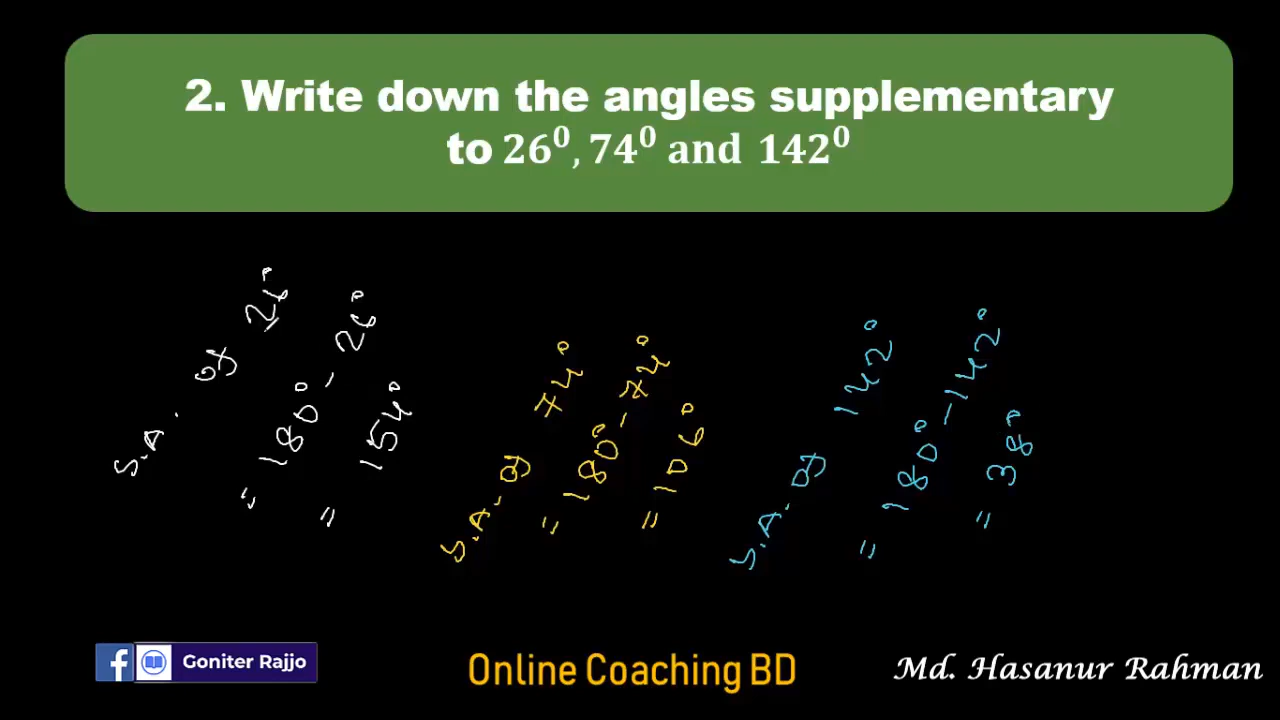 2. Write down the angles supplementary
to 26⁰, 74⁰ and 142⁰
S.A. of 26°
= 180° - 26°
= 154°
S.A. of 74°
= 180° - 74°
= 106°
S.A. of 142°
= 180° - 142°
= 38°
f Goniter Rajjo
Online Coaching BD
Md. Hasanur Rahman